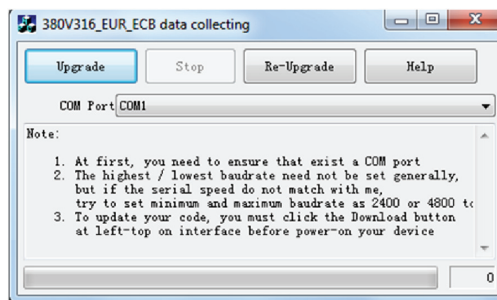 380V316_EUR_ECB data collecting
Upgrade Stop Re-Upgrade Help
COM Port COM1
Note:
1. At first, you need to ensure that exist a COM port
2. The highest / lowest baudrate need not be set generally,
but if the serial speed do not match with me,
try to set minimum and maximum baudrate as 2400 or 4800 to
3. To update your code, you must click the Download button
at left-top on interface before power-on your device
0